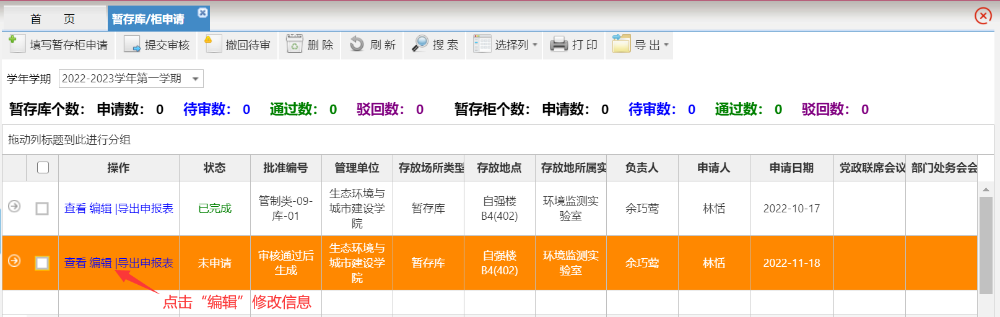 首 页
暂存库/柜申请
填写暂存柜申请 提交审核 撤回待审 删 除 刷 新 搜 索 选择列 打 印 导 出
学年学期 2022-2023学年第一学期
暂存库个数： 申请数： 0 待审数： 0 通过数： 0 驳回数： 0 暂存柜个数： 申请数： 0 待审数： 0 通过数： 0 驳回数： 0
拖动列标题到此进行分组
操作 状态 批准编号 管理单位 存放场所类型 存放地点 存放地所属实 负责人 申请人 申请日期 党政联席会议 部门处务会会
查看 编辑 |导出申报表
已完成
管制类-09-
库-01
生态环境与
城市建设学
院
暂存库
自强楼
B4(402)
环境监测实
验室
余巧莺
林恬
2022-10-17
查看 编辑 |导出申报表
未申请
审核通过后
生成
生态环境与
城市建设学
院
暂存库
自强楼
B4(402)
环境监测实
验室
余巧莺
林恬
2022-11-18
点击“编辑”修改信息